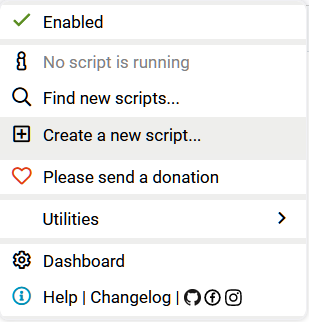 Enabled
No script is running
Find new scripts...
Create a new script...
Please send a donation
Utilities
Dashboard
Help | Changelog |